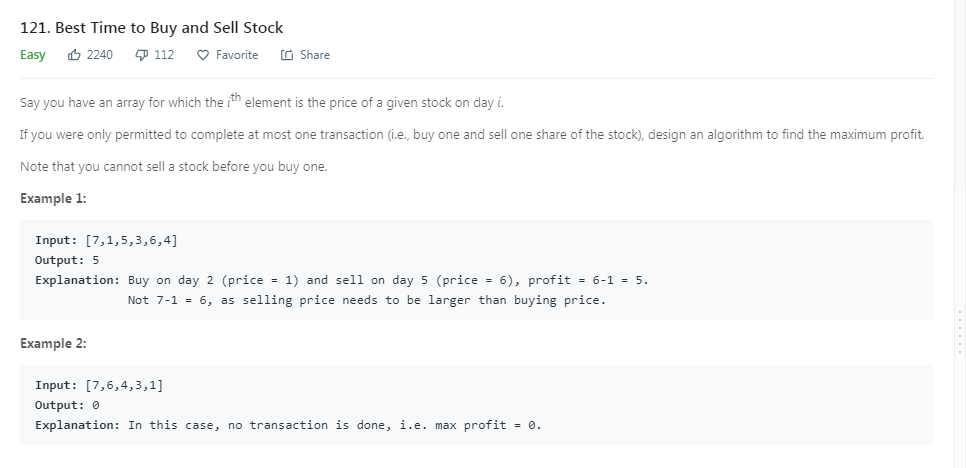 121. Best Time to Buy and Sell Stock
Easy 2240 112 Favorite Share
Say you have an array for which the ith element is the price of a given stock on day i.
If you were only permitted to complete at most one transaction (i.e., buy one and sell one share of the stock), design an algorithm to find the maximum profit.
Note that you cannot sell a stock before you buy one.
Example 1:
Input: [7,1,5,3,6,4]
Output: 5
Explanation: Buy on day 2 (price = 1) and sell on day 5 (price = 6), profit = 6-1 = 5.
Not 7-1 = 6, as selling price needs to be larger than buying price.
Example 2:
Input: [7,6,4,3,1]
Output: 0
Explanation: In this case, no transaction is done, i.e. max profit = 0.